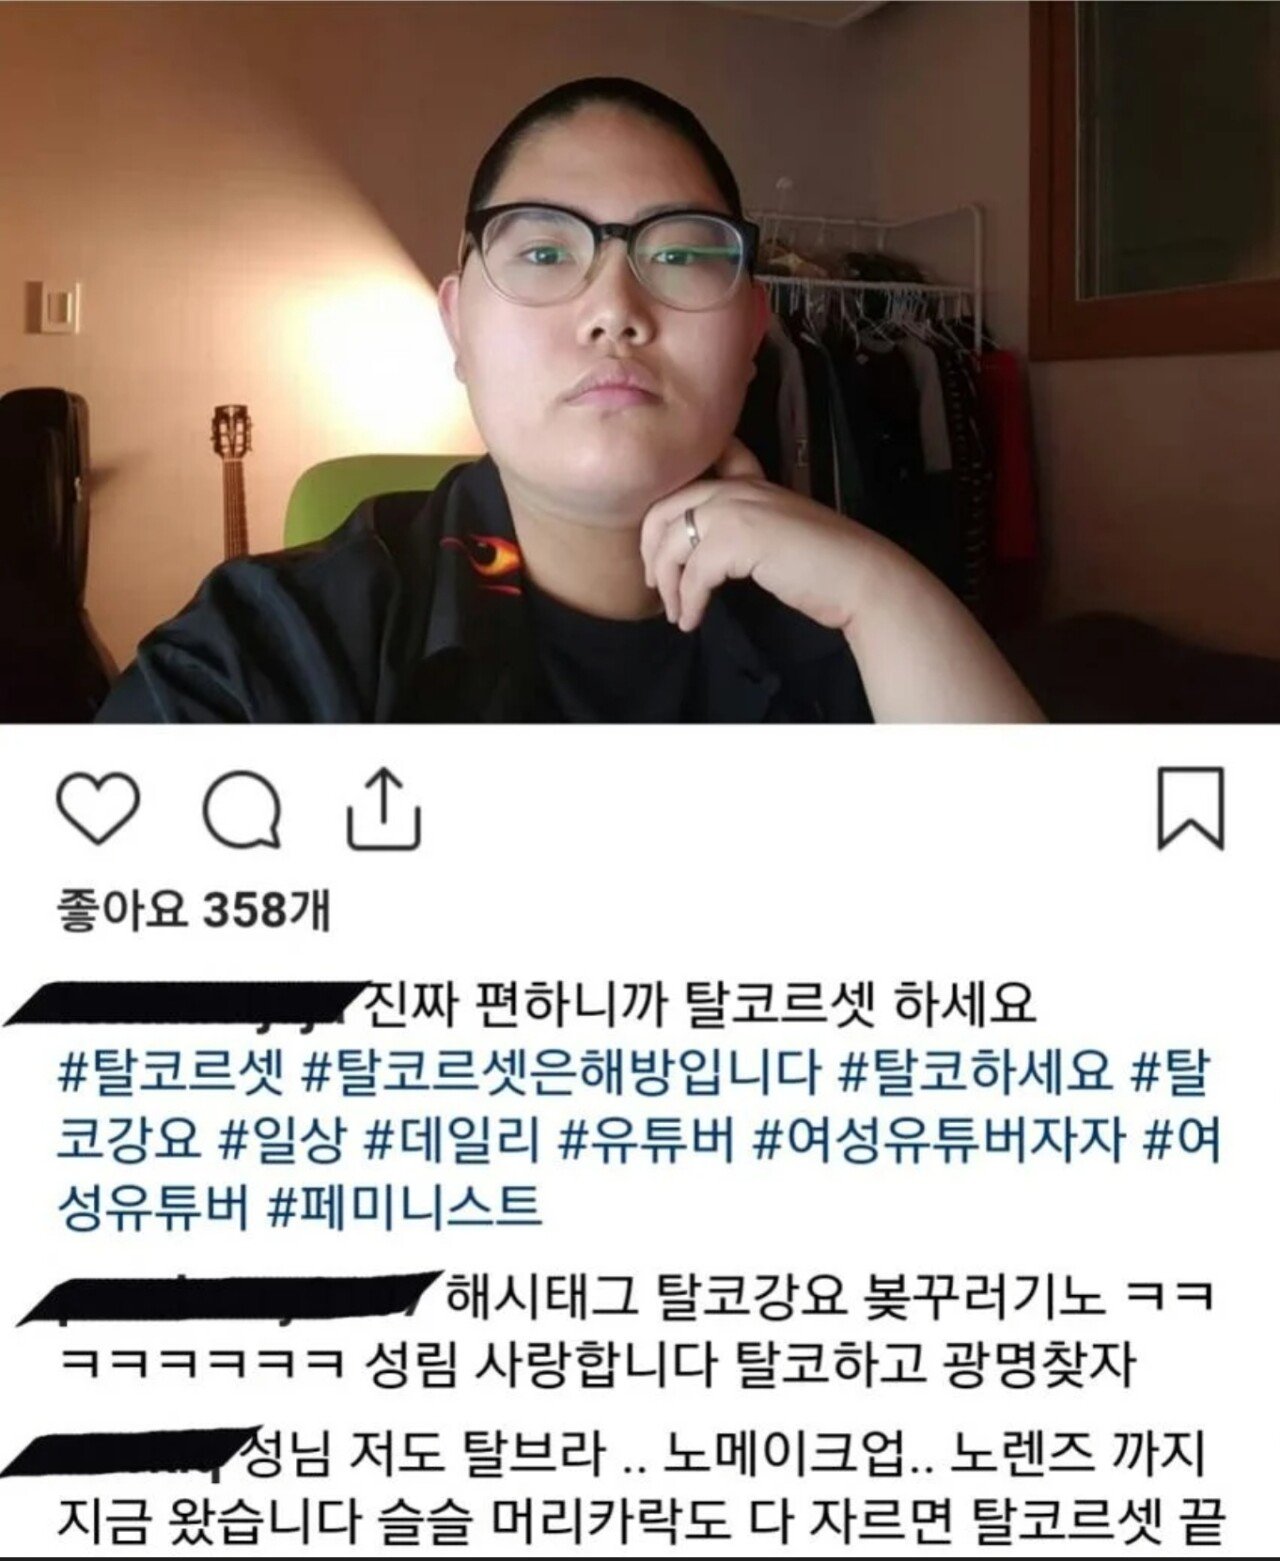 좋아요 358개
진짜 편하니까 탈코르셋 하세요
#탈코르셋 #탈코르셋은해방입니다 #탈코하세요 #탈
코강요 #일상 #데일리 #유튜버 #여성유튜버자자 #여
성유튜버 #페미니스트
해시태그 탈코강요 봊꾸러기노 ㅋㅋ
ㅋㅋㅋㅋㅋㅋ 성림 사랑합니다 탈코하고 광명찾자
성님 저도 탈브라 .. 노메이크업.. 노렌즈 까지
지금 왔습니다 슬슬 머리카락도 다 자르면 탈코르셋 끝